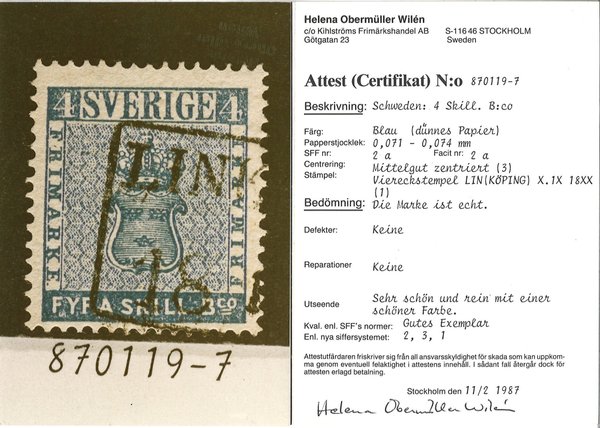 4 SVERIGE 4
FRIMÄRKE
FRIMÄRKE
LIN
18
FYRA SKILL. BCO
870119-7
Helena Obermüller Wilén
c/o Kihlströms Frimärkshandel AB S-116 46 STOCKHOLM
Götgatan 23 Sweden
Attest (Certifikat) N:o 870119-7
Beskrivning: Schweden: 4 Skill. B:co
Färg: Blau (dünnes Papier)
Papperstjocklek: 0,071 - 0,074 mm
SFF nr: 2 a Facit nr: 2 a
Centrering: Mittelgut zentriert (3)
Stämpel: Viereckstempel LIN(KÖPING) X.1X 18XX
(1)
Bedömning: Die Marke ist echt.
Defekter: Keine
Reparationer Keine
Utseende Sehr schön und rein mit einer
schöner Farbe.
Kval. enl. SFF's normer: Gutes Exemplar
Enl. nya siffersystemet: 2, 3, 1
Attestutfärdaren friskriver sig från all ansvarsskyldighet för skada som kan uppkom-
ma genom eventuell felaktighet i attestens innehåll. I sådant fall återgår dock för
attesten erlagd betalning.
Stockholm den 11/2 1987
Helena Obermüller Wilén